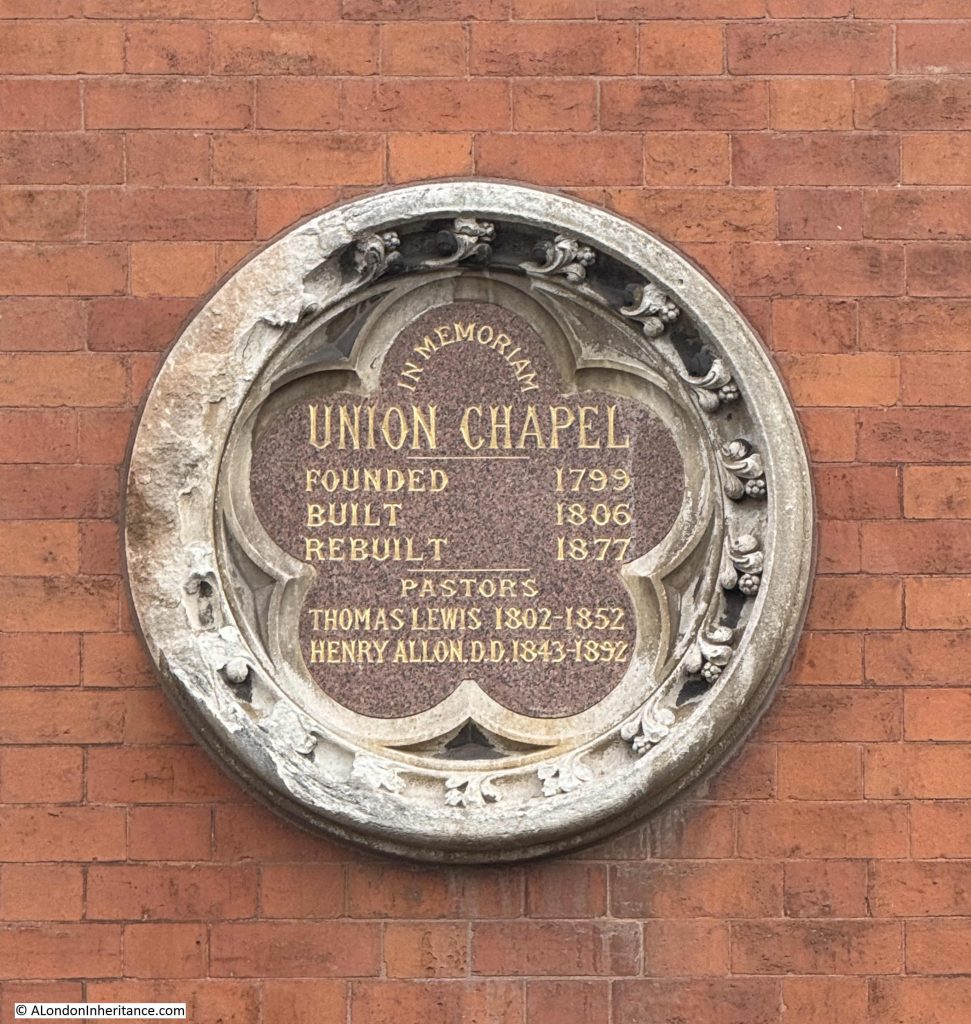 IN MEMORIAM
UNION CHAPEL
FOUNDED 1799
BUILT 1806
REBUILT 1877
PASTORS
THOMAS LEWIS 1802-1852
HENRY ALLON.D.D.1843-1892
© ALondonInheritance.com